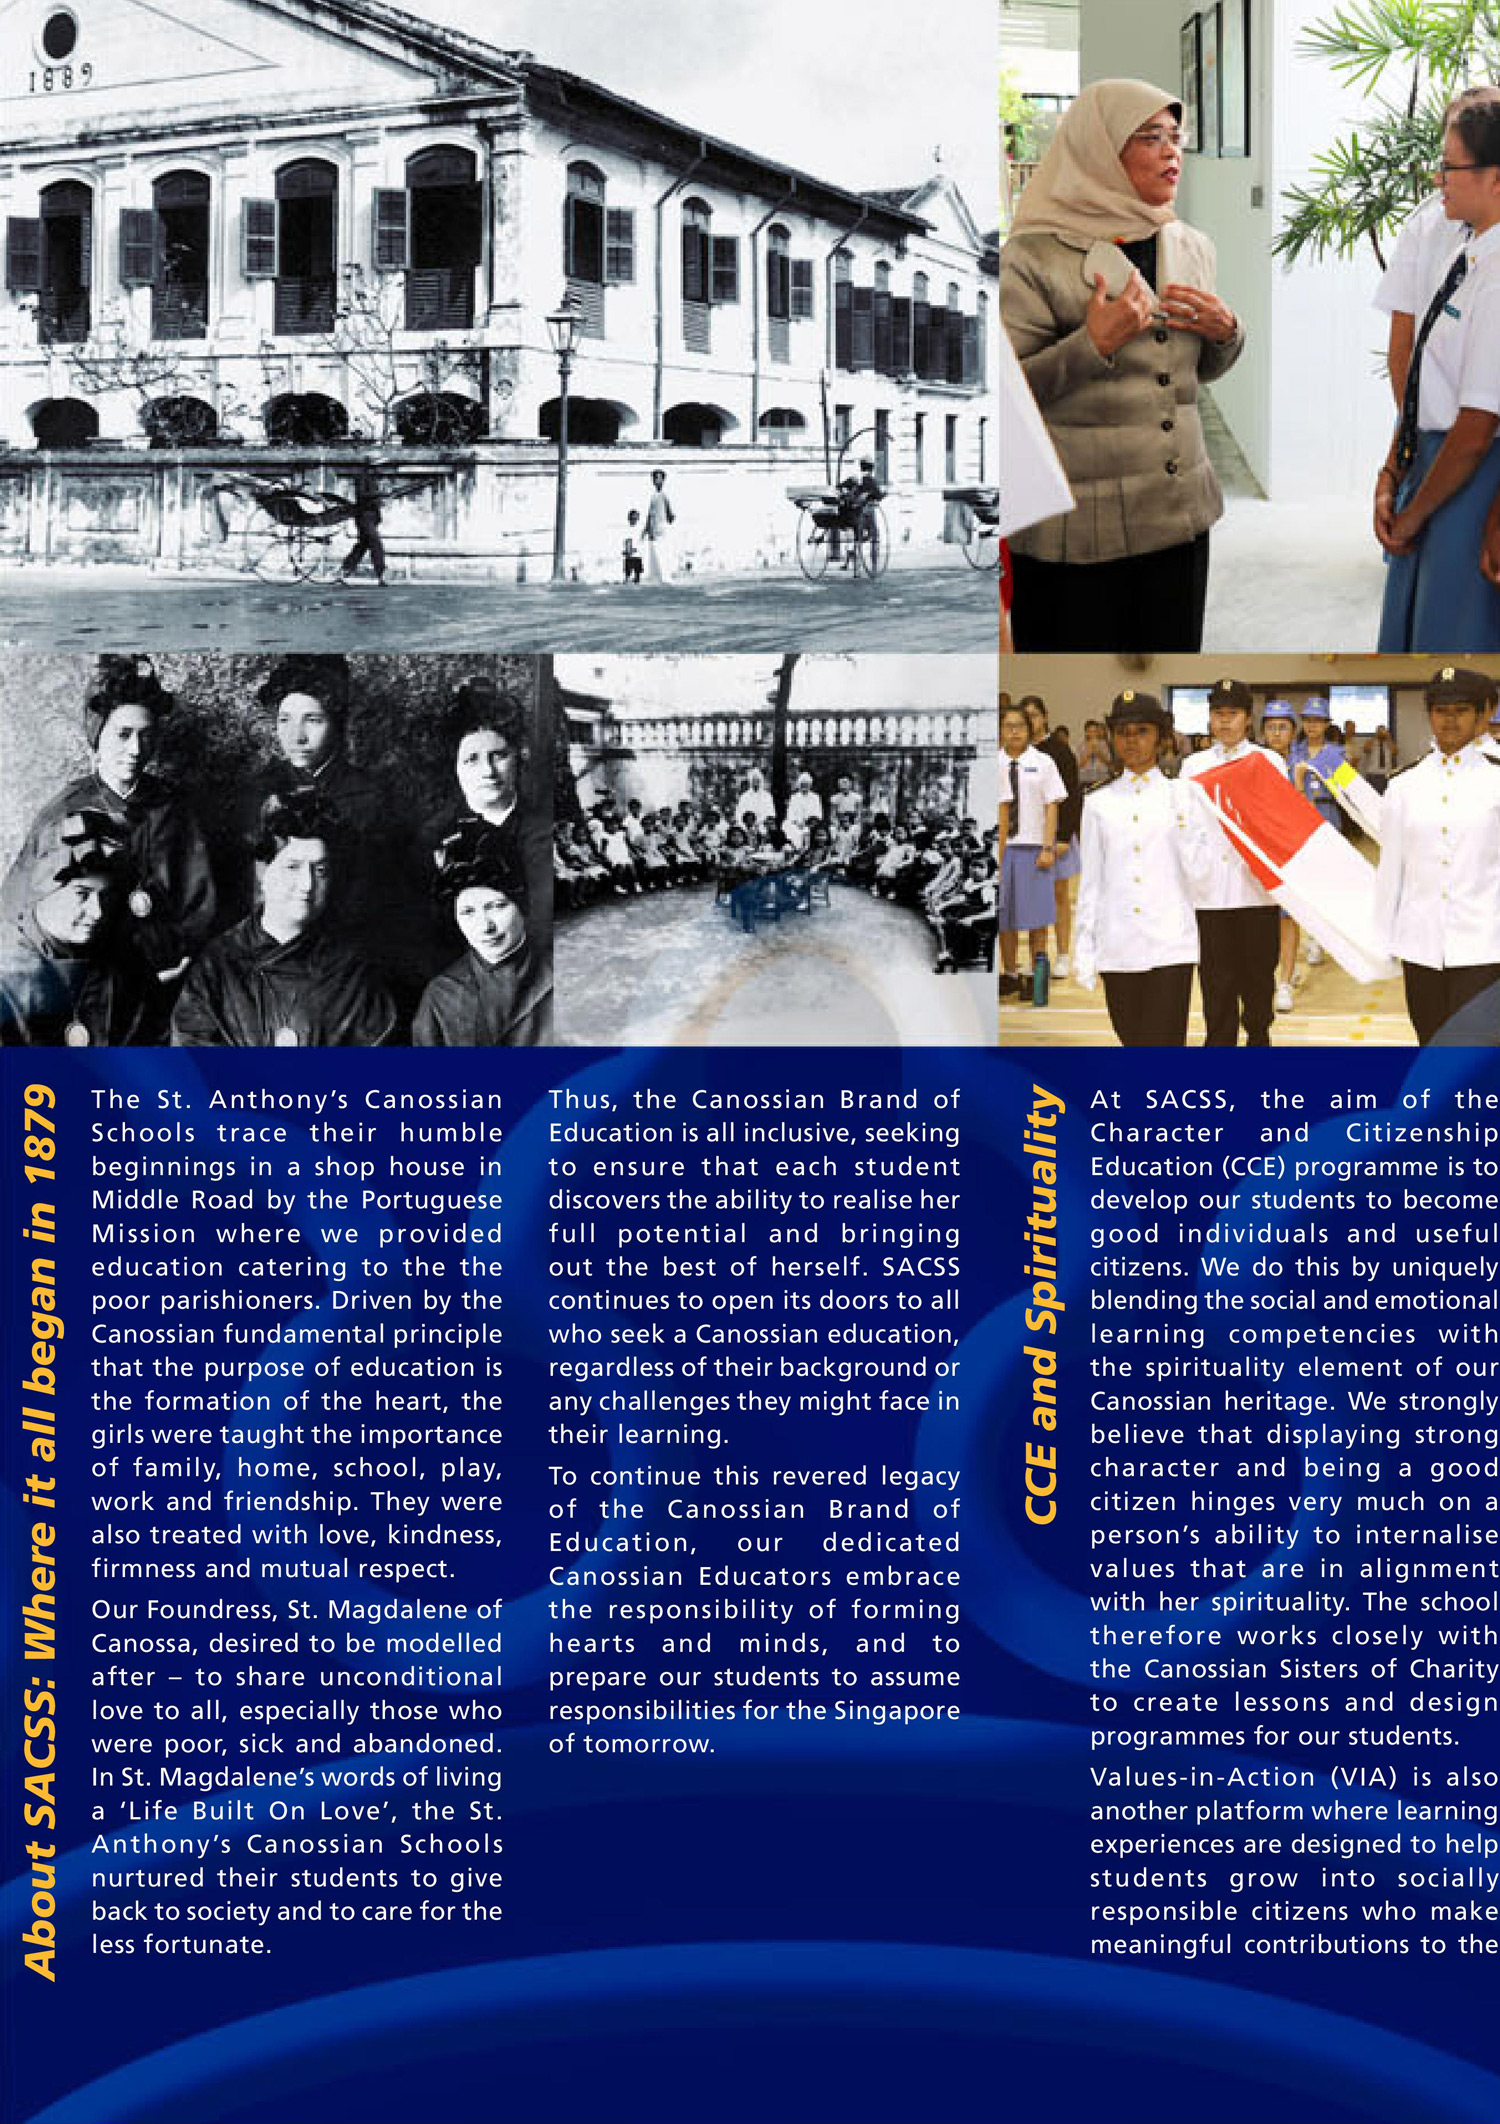 1889
About SACSS: Where it all began in 1879
The St. Anthony’s Canossian
Schools trace their humble
beginnings in a shop house in
Middle Road by the Portuguese
Mission where we provided
education catering to the the
poor parishioners. Driven by the
Canossian fundamental principle
that the purpose of education is
the formation of the heart, the
girls were taught the importance
of family, home, school, play,
work and friendship. They were
also treated with love, kindness,
firmness and mutual respect.
Our Foundress, St. Magdalene of
Canossa, desired to be modelled
after – to share unconditional
love to all, especially those who
were poor, sick and abandoned.
In St. Magdalene’s words of living
a ‘Life Built On Love’, the St.
Anthony’s Canossian Schools
nurtured their students to give
back to society and to care for the
less fortunate.
Thus, the Canossian Brand of
Education is all inclusive, seeking
to ensure that each student
discovers the ability to realise her
full potential and bringing
out the best of herself. SACSS
continues to open its doors to all
who seek a Canossian education,
regardless of their background or
any challenges they might face in
their learning.
To continue this revered legacy
of the Canossian Brand of
Education, our dedicated
Canossian Educators embrace
the responsibility of forming
hearts and minds, and to
prepare our students to assume
responsibilities for the Singapore
of tomorrow.
CCE and Spirituality
At SACSS, the aim of the
Character and Citizenship
Education (CCE) programme is to
develop our students to become
good individuals and useful
citizens. We do this by uniquely
blending the social and emotional
learning competencies with
the spirituality element of our
Canossian heritage. We strongly
believe that displaying strong
character and being a good
citizen hinges very much on a
person’s ability to internalise
values that are in alignment
with her spirituality. The school
therefore works closely with
the Canossian Sisters of Charity
to create lessons and design
programmes for our students.
Values-in-Action (VIA) is also
another platform where learning
experiences are designed to help
students grow into socially
responsible citizens who make
meaningful contributions to the